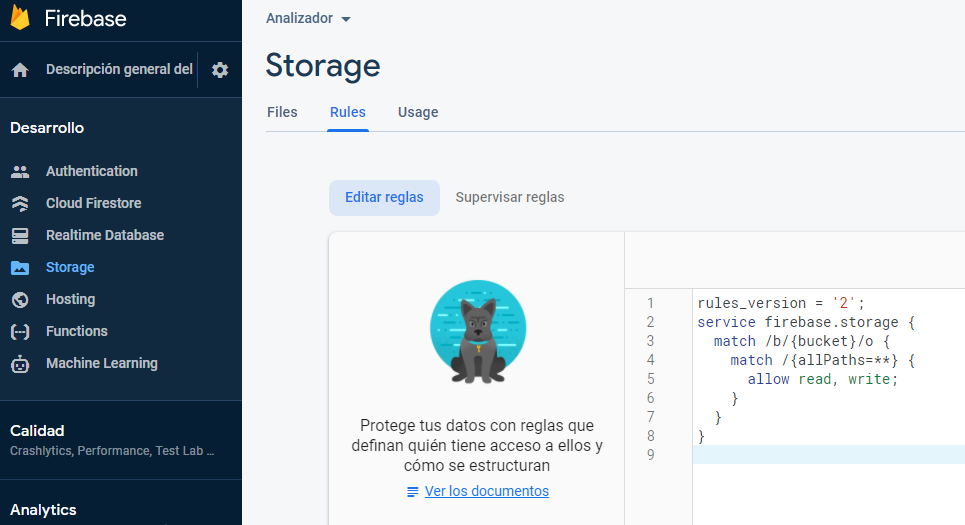 Firebase
Descripción general del
Desarrollo
Authentication
Cloud Firestore
Realtime Database
Storage
Hosting
Functions
Machine Learning
Calidad
Crashlytics, Performance, Test Lab ...
Analytics
Analizador
Storage
Files Rules Usage
Editar reglas Supervisar reglas
Protege tus datos con reglas que
definan quién tiene acceso a ellos y
cómo se estructuran
Ver los documentos
1 rules_version = '2';
2 service firebase.storage {
3 match /b/{bucket}/o {
4 match /{allPaths=**} {
5 allow read, write;
6 }
7 }
8 }
9